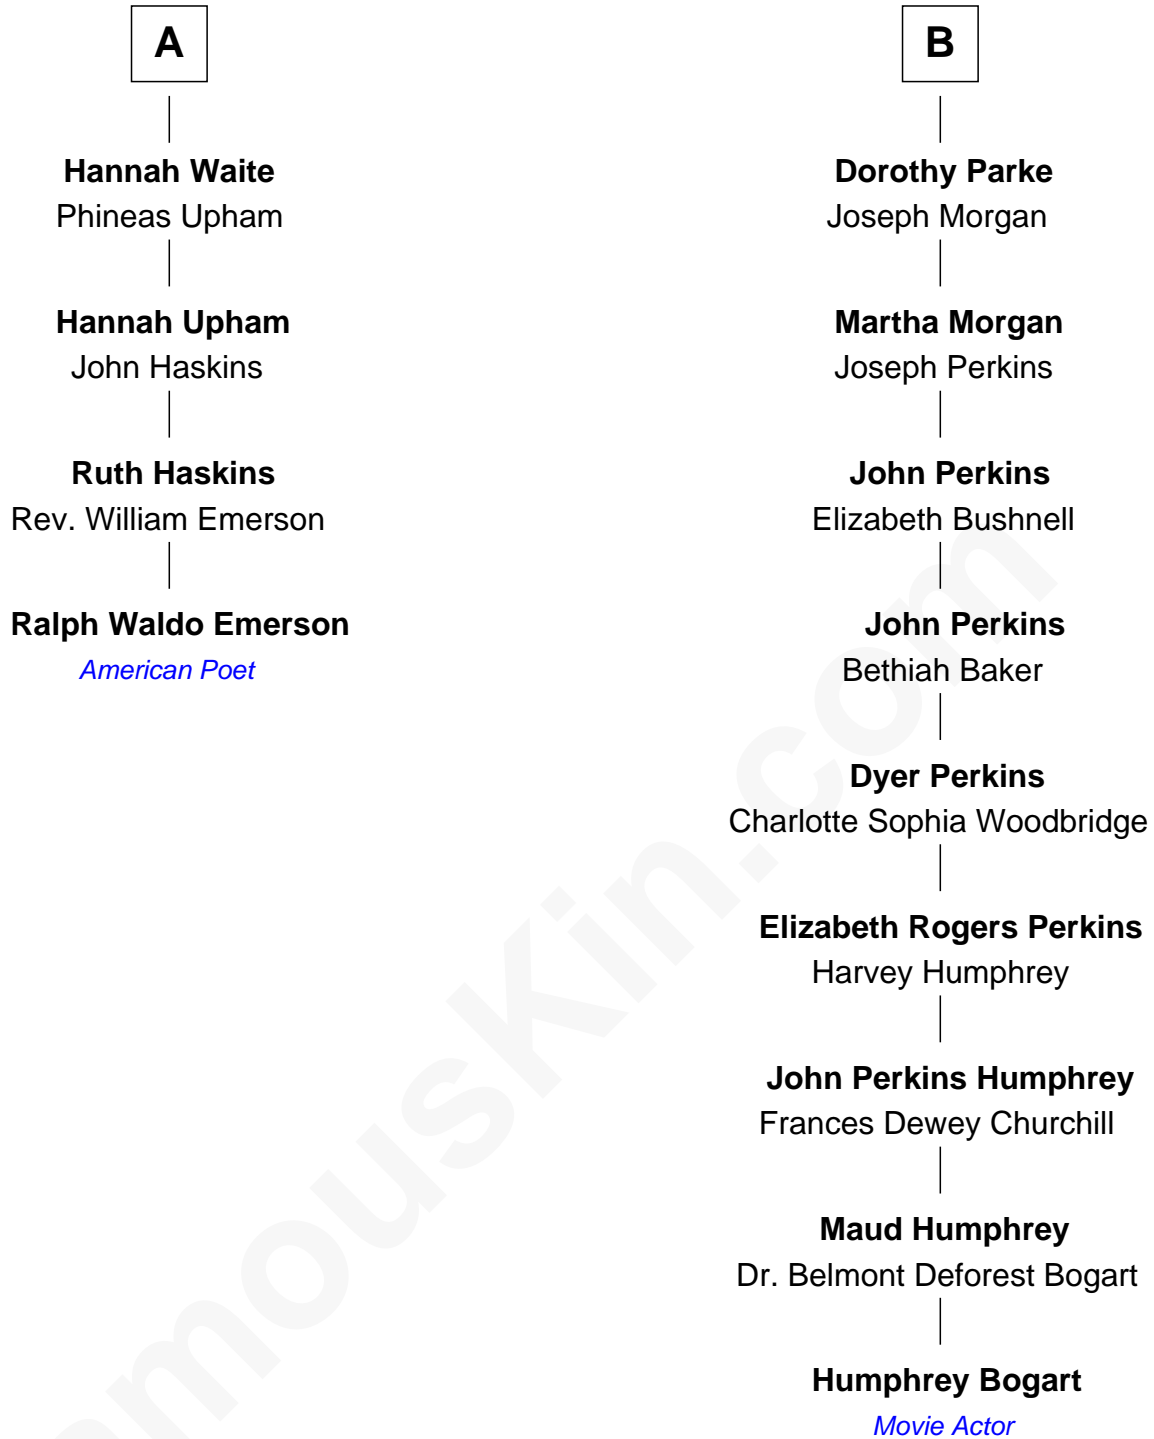 A
Hannah Waite
Phineas Upham
Hannah Upham
John Haskins
Ruth Haskins
Rev. William Emerson
Ralph Waldo Emerson
American Poet
B
Dorothy Parke
Joseph Morgan
Martha Morgan
Joseph Perkins
John Perkins
Elizabeth Bushnell
John Perkins
Bethiah Baker
Dyer Perkins
Charlotte Sophia Woodbridge
Elizabeth Rogers Perkins
Harvey Humphrey
John Perkins Humphrey
Frances Dewey Churchill
Maud Humphrey
Dr. Belmont Deforest Bogart
Humphrey Bogart
Movie Actor
amousKin.com